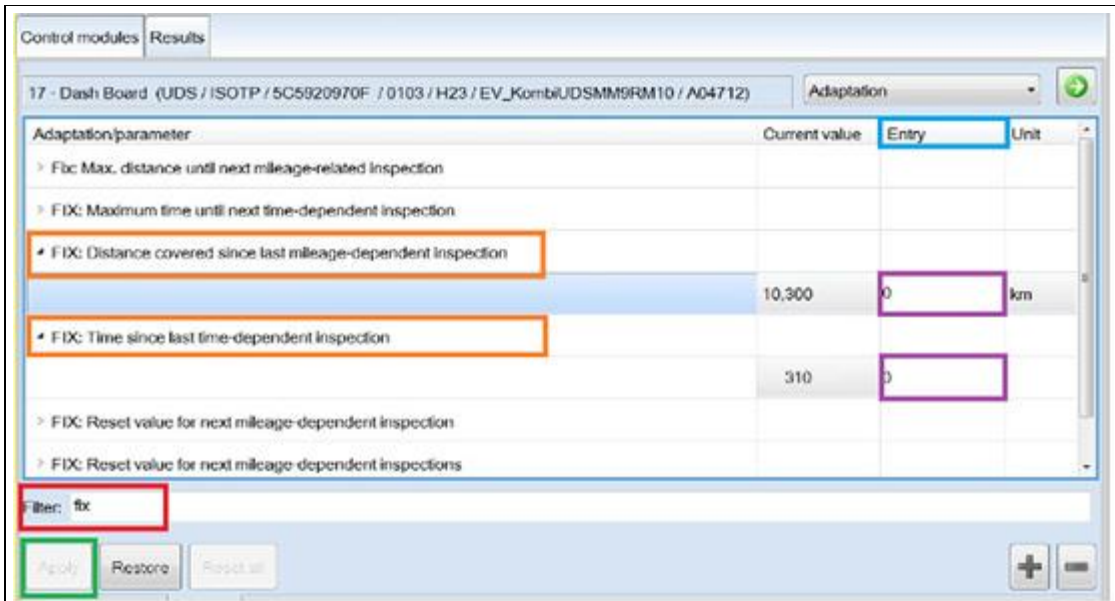 Control modules Results
17 - Dash Board (UDS / ISOTP / 5C5920970F / 0103 / H23 / EV_KombiUDSMM9RM10 / A04712) Adaptation
Adaptation/parameter Current value Entry Unit
Fix: Max. distance until next mileage-related inspection
FIX: Maximum time until next time-dependent inspection
FIX: Distance covered since last mileage-dependent inspection
10,300 0 km
FIX: Time since last time-dependent inspection
310 0
FIX: Reset value for next mileage-dependent inspection
FIX: Reset value for next mileage-dependent inspections
Filter: fix
Apply Restore Reset all